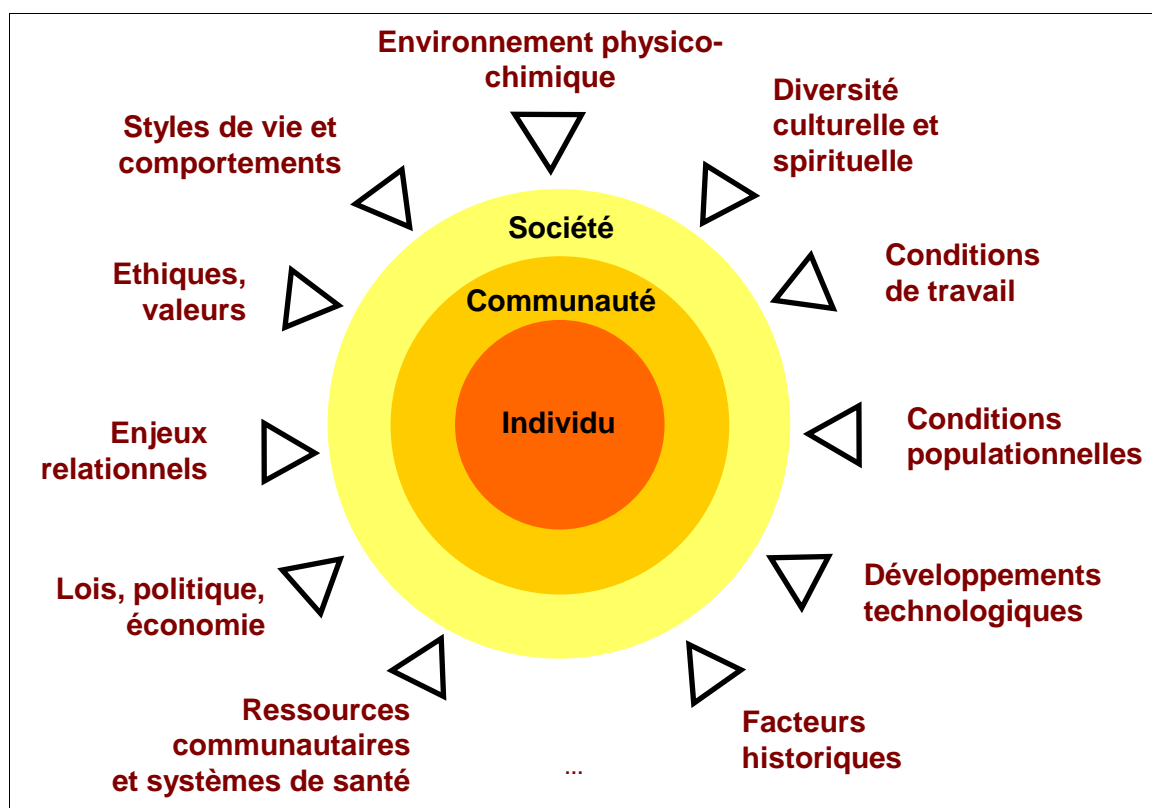 Environnement physico-
chimique
Styles de vie et
comportements
Diversité
culturelle et
spirituelle
Société
Ethiques,
valeurs
Communauté
Conditions
de travail
Individu
Enjeux
relationnels
Conditions
populationnelles
Lois, politique,
économie
Développements
technologiques
Ressources
communautaires
et systèmes de santé
...
Facteurs
historiques